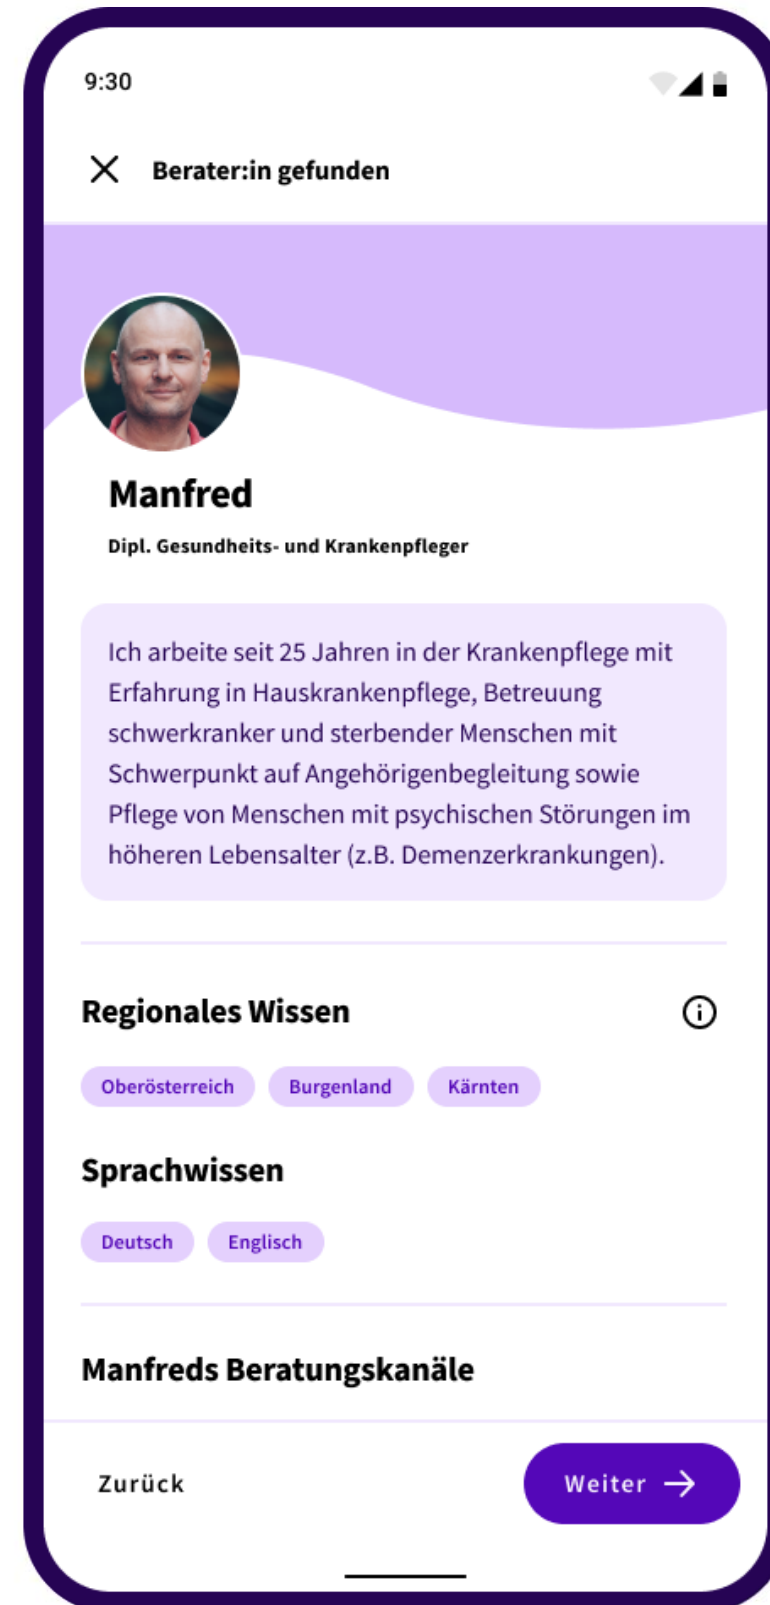 9:30
Berater:in gefunden
Manfred
Dipl. Gesundheits- und Krankenpfleger
Ich arbeite seit 25 Jahren in der Krankenpflege mit
Erfahrung in Hauskrankenpflege, Betreuung
schwerkranker und sterbender Menschen mit
Schwerpunkt auf Angehörigenbegleitung sowie
Pflege von Menschen mit psychischen Störungen im
höheren Lebensalter (z.B. Demenzerkrankungen).
Regionales Wissen
Oberösterreich Burgenland Kärnten
Sprachwissen
Deutsch Englisch
Manfreds Beratungskanäle
Zurück Weiter